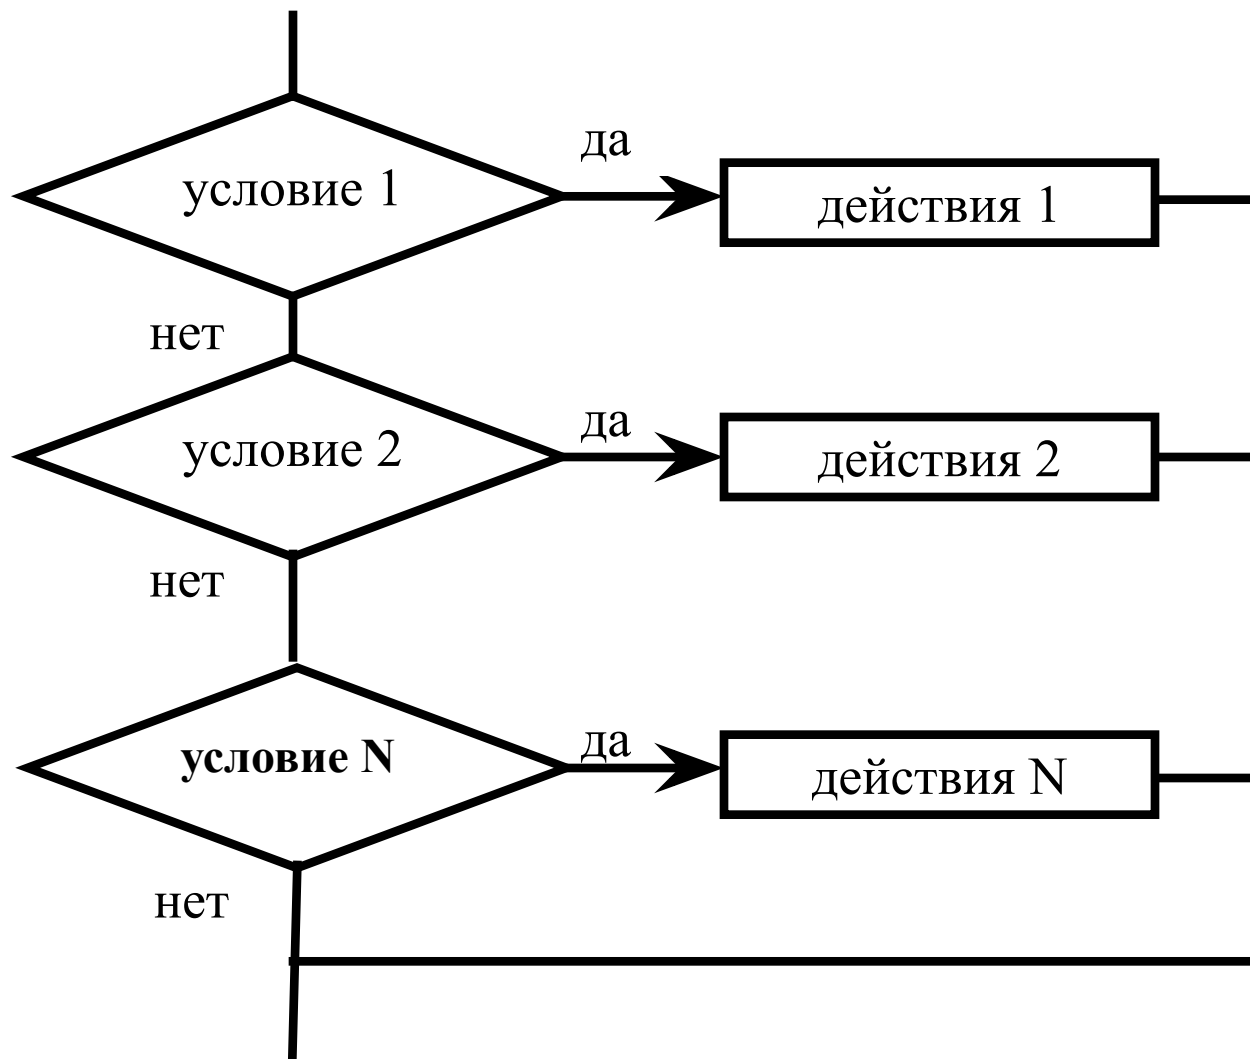 да
условие 1
действия 1
нет
да
условие 2
действия 2
нет
да
условие N
действия N
нет